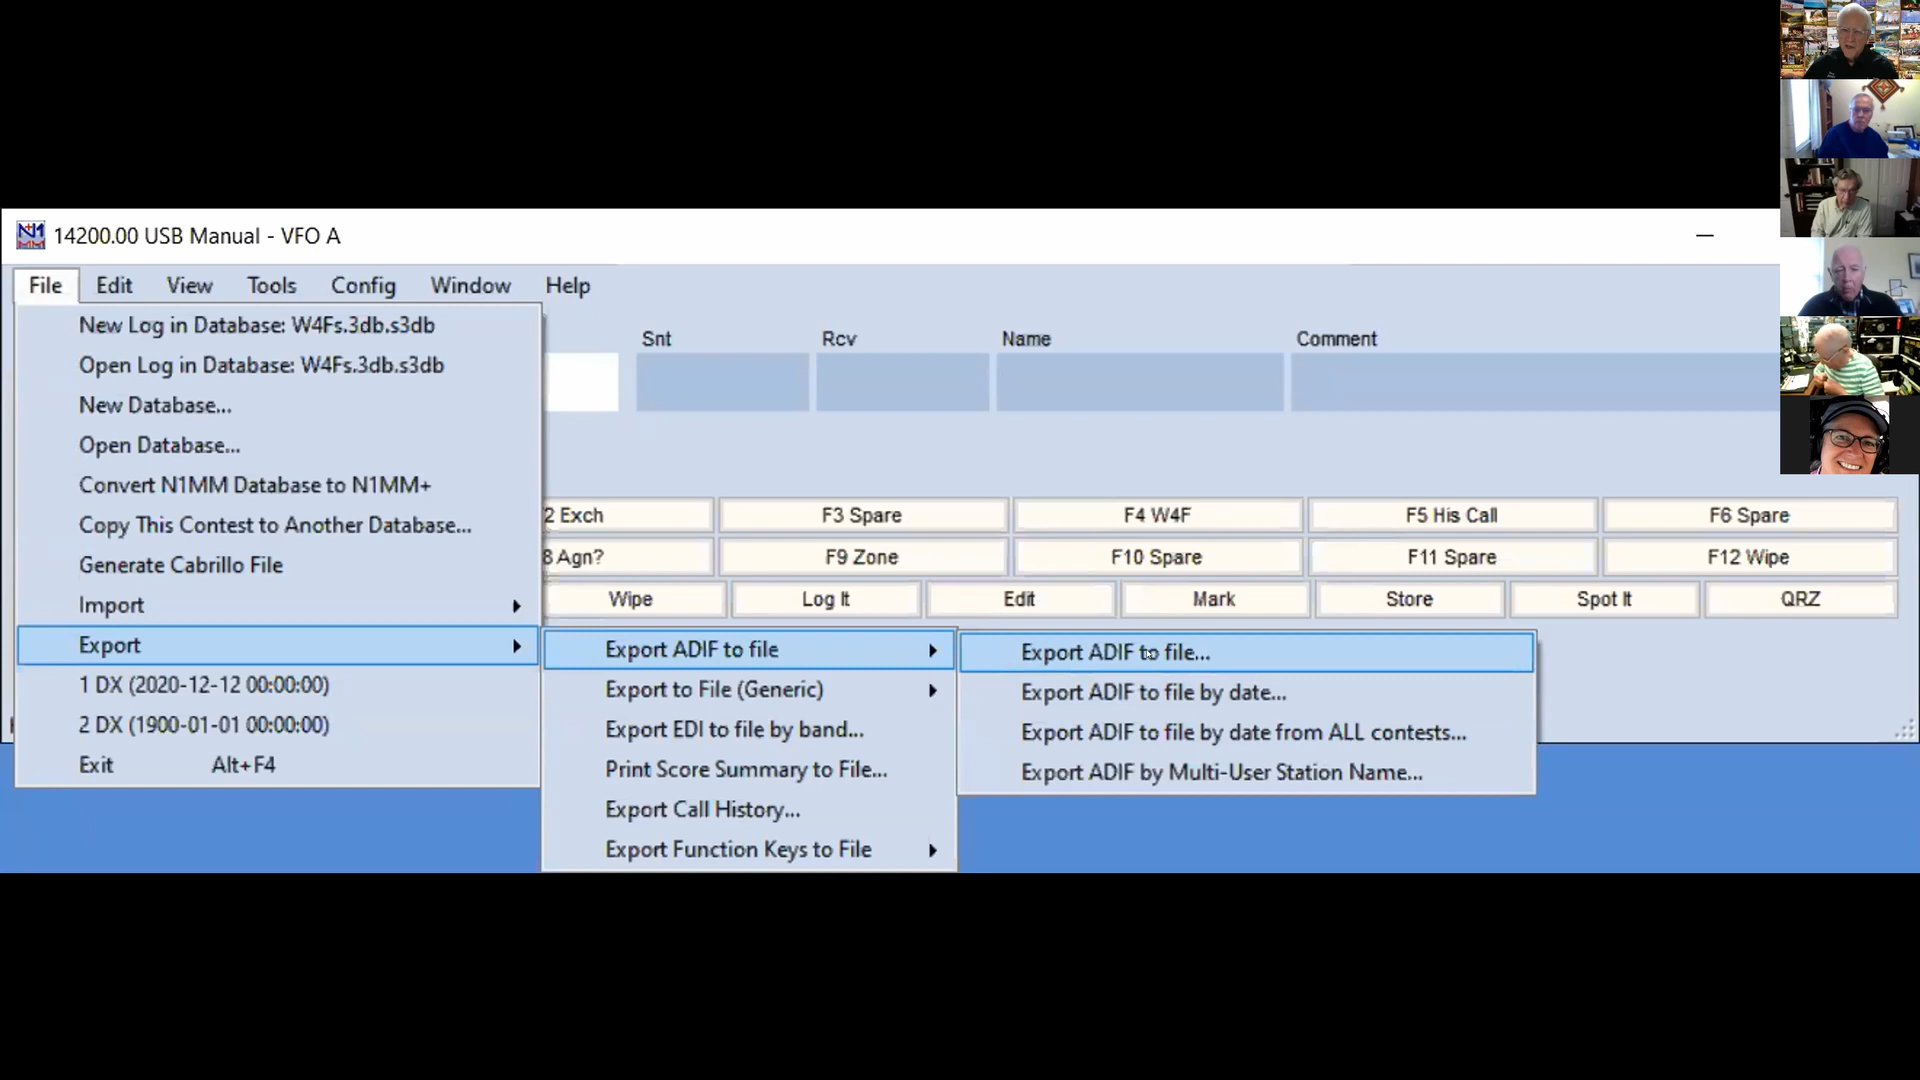 N1
MM
14200.00 USB Manual - VFO A
File Edit View Tools Config Window Help
New Log in Database: W4Fs.3db.s3db
Open Log in Database: W4Fs.3db.s3db
New Database...
Open Database...
Convert N1MM Database to N1MM+
Copy This Contest to Another Database...
Generate Cabrillo File
Import
Export
1 DX (2020-12-12 00:00:00)
2 DX (1900-01-01 00:00:00)
Exit Alt+F4
Snt Rcv Name Comment
2 Exch F3 Spare F4 W4F F5 His Call F6 Spare
8 Agn? F9 Zone F10 Spare F11 Spare F12 Wipe
Wipe Log It Edit Mark Store Spot It QRZ
Export ADIF to file
Export to File (Generic)
Export EDI to file by band...
Print Score Summary to File...
Export Call History...
Export Function Keys to File
Export ADIF to file...
Export ADIF to file by date...
Export ADIF to file by date from ALL contests...
Export ADIF by Multi-User Station Name...